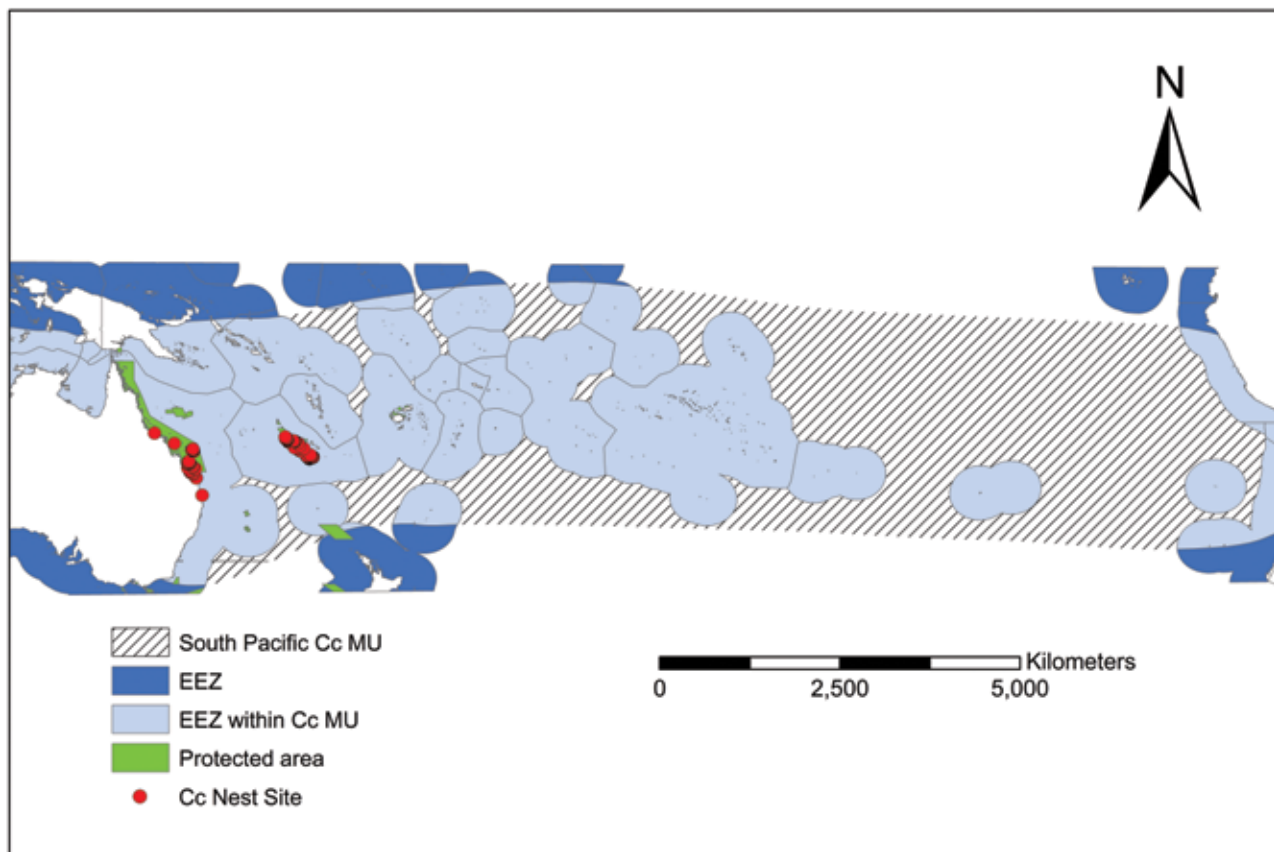 N
South Pacific Cc MU
EEZ
EEZ within Cc MU
Protected area
Cc Nest Site
Kilometers
0 2,500 5,000